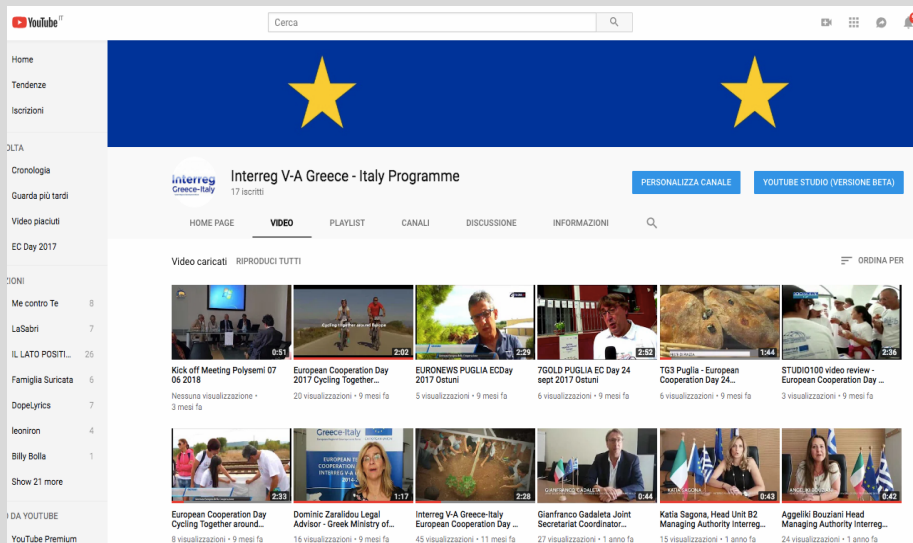 YouTube IT
Cerca
Home
Tendenze
Iscrizioni
OLTA
Cronologia
Guarda più tardi
Video piaciuti
EC Day 2017
ZIONI
Me contro Te 8
LaSabri 7
IL LATO POSITI... 26
Famiglia Suricata 6
DopeLyrics 7
leoniron 4
Billy Bolla 1
Show 21 more
O DA YOUTUBE
YouTube Premium
Interreg
Greece-Italy
Interreg V-A Greece - Italy Programme
17 iscritti
PERSONALIZZA CANALE
YOUTUBE STUDIO (VERSIONE BETA)
HOME PAGE VIDEO PLAYLIST CANALI DISCUSSIONE INFORMAZIONI
Video caricati RIPRODUCI TUTTI
ORDINA PER
0:51
Kick off Meeting Polysemi 07
06 2018
Nessuna visualizzazione •
3 mesi fa
2:02
European Cooperation Day
2017 Cycling Together...
20 visualizzazioni • 9 mesi fa
2:29
EURONEWS PUGLIA ECDay
2017 Ostuni
5 visualizzazioni • 9 mesi fa
2:52
7GOLD PUGLIA EC Day 24
sept 2017 Ostuni
6 visualizzazioni • 9 mesi fa
1:44
TG3 Puglia - European
Cooperation Day 24...
6 visualizzazioni • 9 mesi fa
2:36
STUDIO100 video review -
European Cooperation Day ...
3 visualizzazioni • 9 mesi fa
2:33
European Cooperation Day
Cycling Together around...
8 visualizzazioni • 9 mesi fa
Greece-Italy
1:17
Dominic Zaralidou Legal
Advisor - Greek Ministry of...
16 visualizzazioni • 9 mesi fa
2:28
Interreg V-A Greece-Italy
European Cooperation Day ...
45 visualizzazioni • 11 mesi fa
GIANFRANCO GADALETA
0:44
Gianfranco Gadaleta Joint
Secretariat Coordinator...
27 visualizzazioni • 1 anno fa
KATIA SAGONA,
0:43
Katia Sagona, Head Unit B2
Managing Authority Interreg...
15 visualizzazioni • 1 anno fa
0:42
Aggeliki Bouziani Head
Managing Authority Interreg...
24 visualizzazioni • 1 anno fa